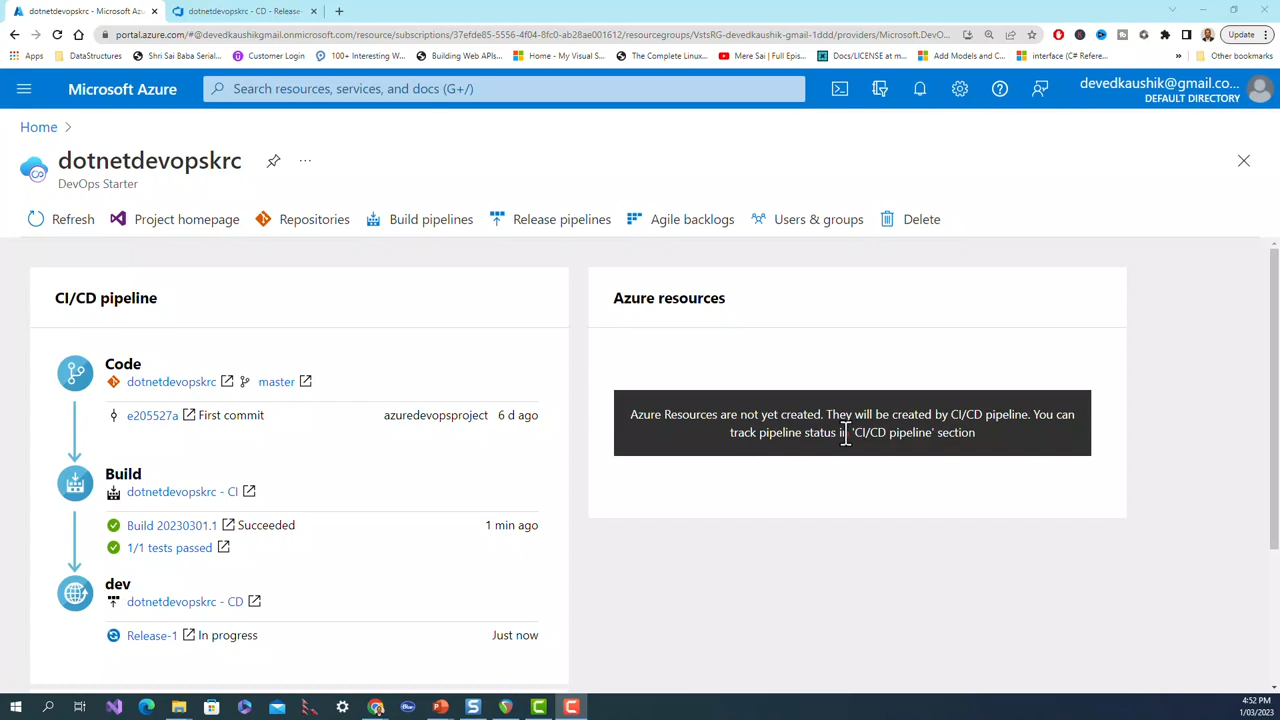 dotnetdevopskrc - Microsoft Azu
dotnetdevopskrc - CD - Release-
portal.azure.com/#@devedkaushikgmail.onmicrosoft.com/resource/subscriptions/37efde85-5556-4f04-8fc0-ab28ae001612/resourcegroups/VstsRG-devedkaushik-gmail-1ddd/providers/Microsoft.DevO...
Update
Apps
DataStructures
Shri Sai Baba Serial...
Customer Login
100+ Interesting W...
Building Web APIs...
Home - My Visual S...
The Complete Linux...
Mere Sai | Full Epis...
Docs/LICENSE at m...
Add Models and C...
interface (C# Refere...
»
Other bookmarks
Microsoft Azure
Search resources, services, and docs (G+/)
devedkaushik@gmail.co...
DEFAULT DIRECTORY
Home
dotnetdevopskrc
DevOps Starter
Refresh
Project homepage
Repositories
Build pipelines
Release pipelines
Agile backlogs
Users & groups
Delete
CI/CD pipeline
Code
dotnetdevopskrc master
e205527a First commit azuredevopsproject 6 d ago
Build
dotnetdevopskrc - CI
Build 20230301.1 Succeeded 1 min ago
1/1 tests passed
dev
dotnetdevopskrc - CD
Release-1 In progress Just now
Azure resources
Azure Resources are not yet created. They will be created by CI/CD pipeline. You can
track pipeline status in 'CI/CD pipeline' section
4:52 PM
1/03/2023